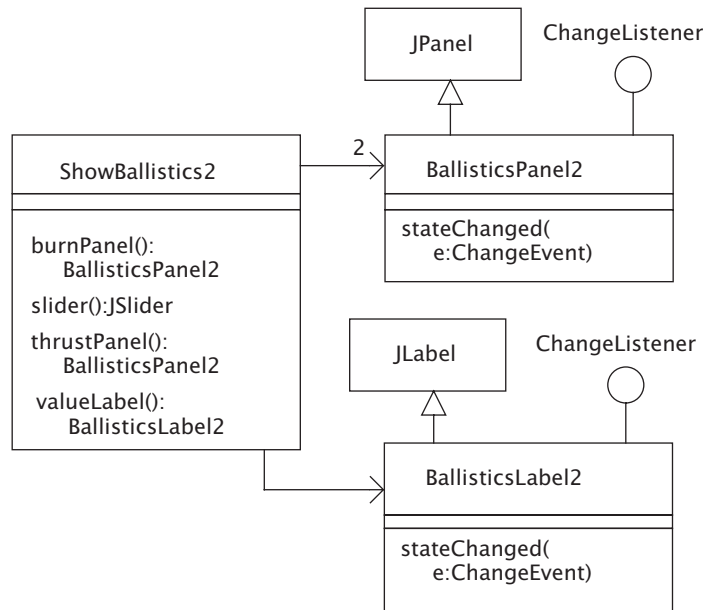 JPanel
ChangeListener
ShowBallistics2
2
BallisticsPanel2
burnPanel():
BallisticsPanel2
slider():JSlider
thrustPanel():
BallisticsPanel2
valueLabel():
BallisticsLabel2
stateChanged(
e:ChangeEvent)
JLabel
ChangeListener
BallisticsLabel2
stateChanged(
e:ChangeEvent)